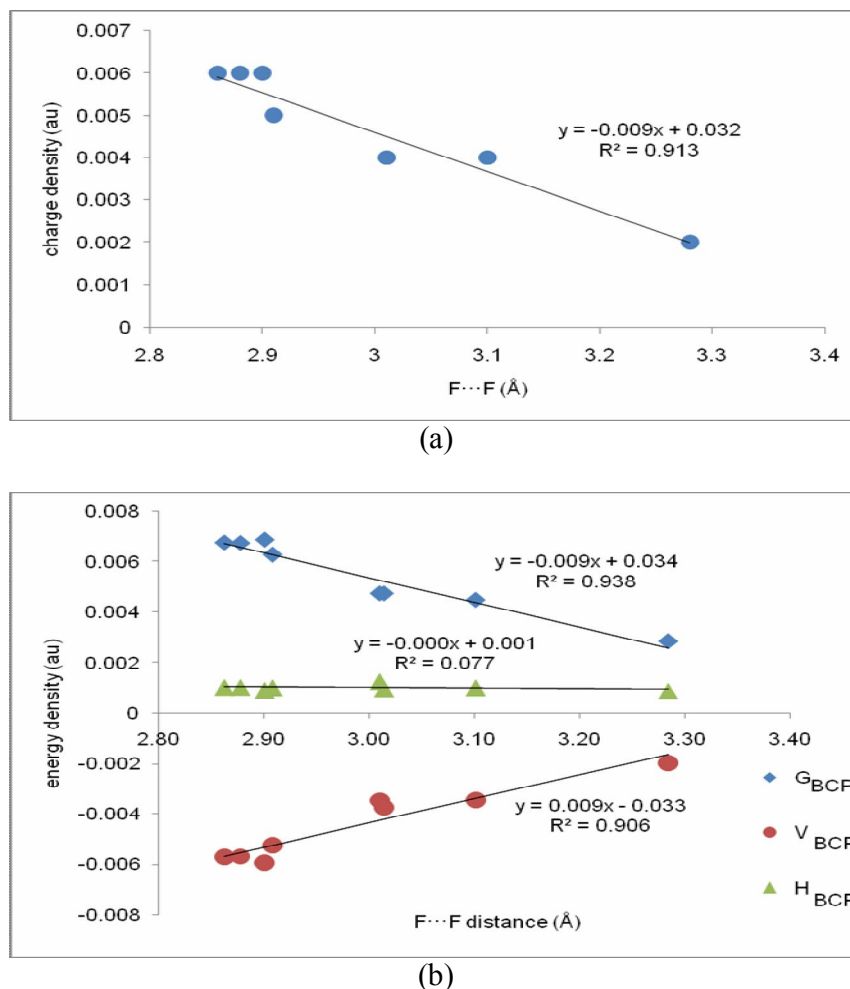 0.007
0.006
0.005
0.004
0.003
0.002
0.001
0
charge density (au)
y = -0.009x + 0.032
R² = 0.913
2.8 2.9 3 3.1 3.2 3.3 3.4
F···F (Å)
(a)
0.008
0.006
0.004
0.002
0
-0.002
-0.004
-0.006
-0.008
energy density (au)
y = -0.009x + 0.034
R² = 0.938
y = -0.000x + 0.001
R² = 0.077
2.80 2.90 3.00 3.10 3.20 3.30 3.40
y = 0.009x - 0.033
R² = 0.906
G BCP
V BCP
H BCP
F···F distance (Å)
(b)